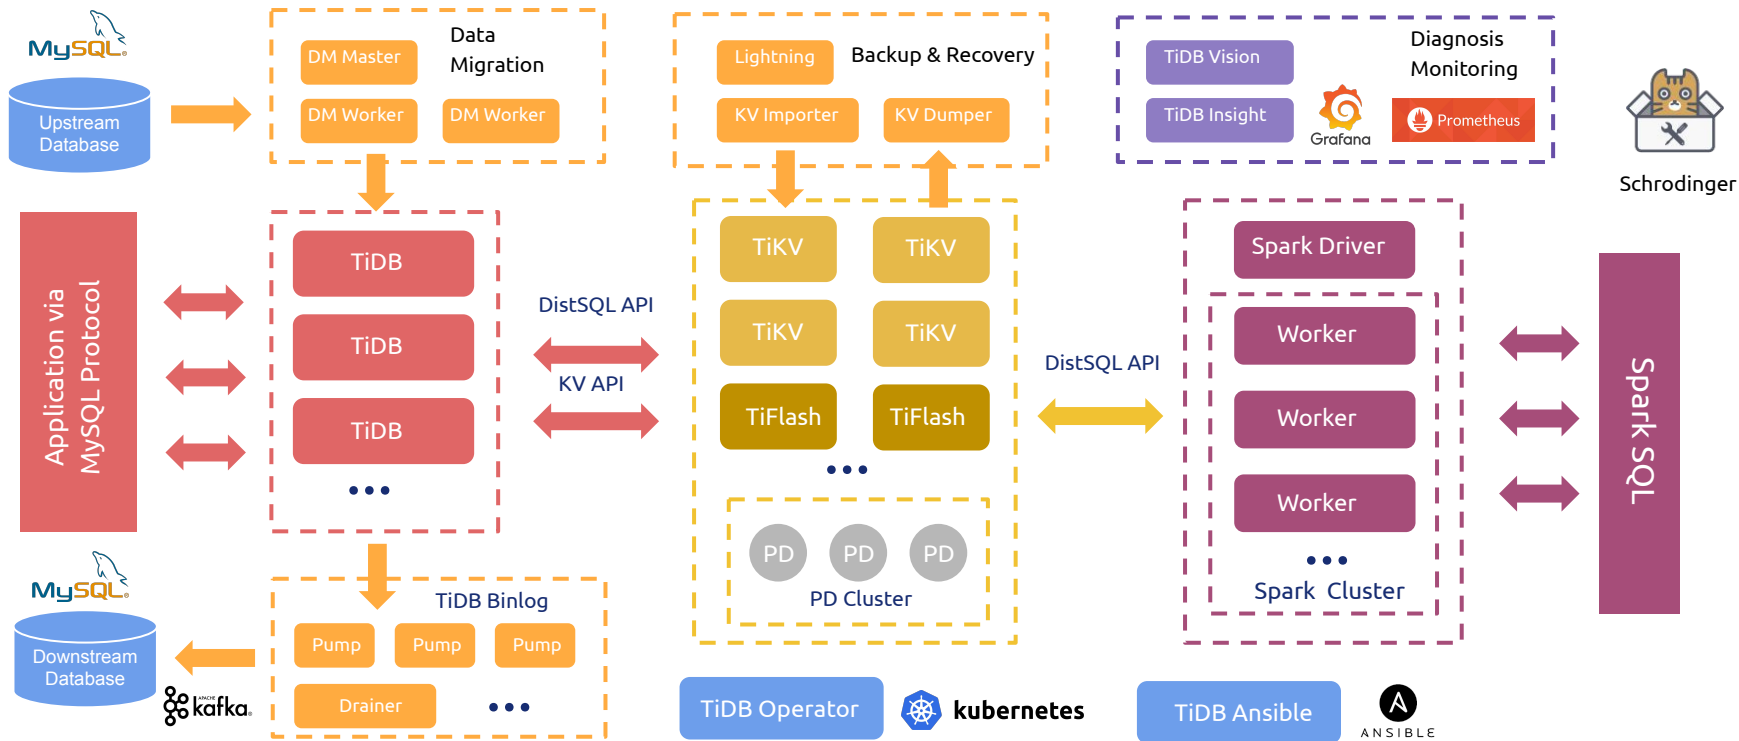 MySQL®
Upstream
Database
DM Master
Data
Migration
DM Worker
DM Worker
Lightning
Backup & Recovery
KV Importer
KV Dumper
TiDB Vision
Diagnosis
Monitoring
TiDB Insight
Grafana
Prometheus
Schrodinger
Application via
MySQL Protocol
TiDB
TiDB
TiDB
•••
DistSQL API
KV API
TiKV
TiKV
TiKV
TiKV
TiFlash
TiFlash
•••
PD
PD
PD
PD Cluster
DistSQL API
Spark Driver
Worker
Worker
Worker
•••
Spark Cluster
Spark SQL
MySQL®
Downstream
Database
APACHE
kafka®
TiDB Binlog
Pump
Pump
Pump
Drainer
•••
TiDB Operator
kubernetes
TiDB Ansible
A
ANSIBLE